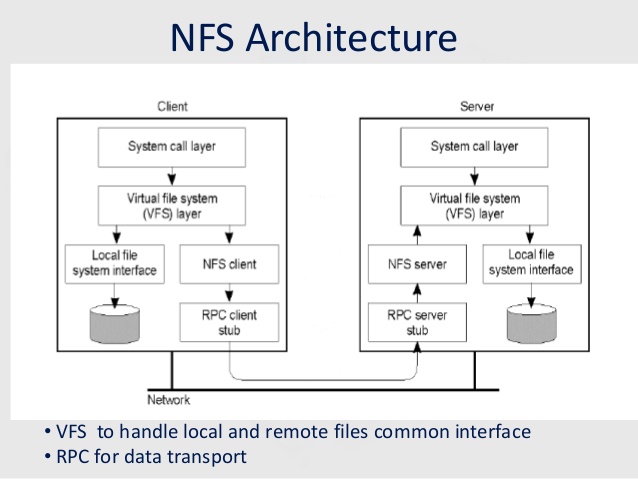 NFS Architecture
Client
Server
System call layer
System call layer
Virtual file system
(VFS) layer
Virtual file system
(VFS) layer
Local file
system interface
NFS client
NFS server
Local file
system interface
RPC client
stub
RPC server
stub
Network
• VFS to handle local and remote files common interface
• RPC for data transport